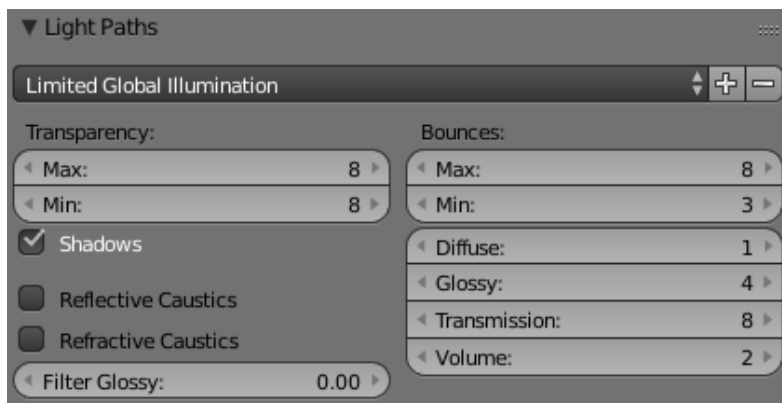 Light Paths
Limited Global Illumination
Transparency:
Max: 8
Min: 8
Shadows
Reflective Caustics
Refractive Caustics
Filter Glossy: 0.00
Bounces:
Max: 8
Min: 3
Diffuse: 1
Glossy: 4
Transmission: 8
Volume: 2